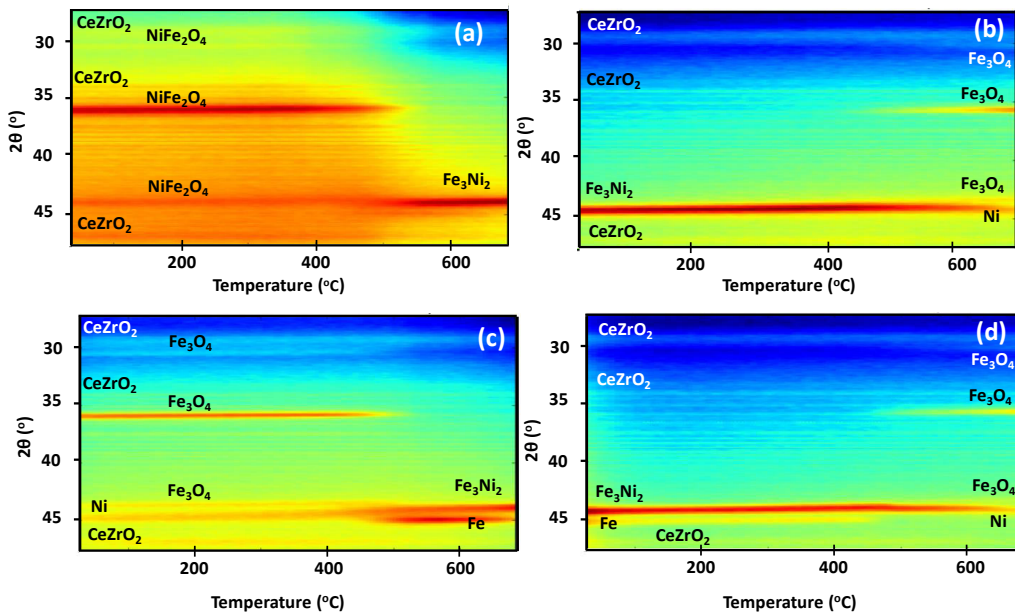 CeZrO₂
(a)
NiFe₂O₄
30
CeZrO₂
35
NiFe₂O₄
2θ (°)
40
NiFe₂O₄
Fe₃Ni₂
45
CeZrO₂
200
400
600
Temperature (°C)
CeZrO₂
(b)
30
Fe₃O₄
CeZrO₂
35
Fe₃O₄
2θ (°)
40
Fe₃Ni₂
Fe₃O₄
45
Ni
CeZrO₂
200
400
600
Temperature (°C)
CeZrO₂
(c)
30
Fe₃O₄
CeZrO₂
35
Fe₃O₄
2θ (°)
40
Fe₃O₄
Fe₃Ni₂
Ni
45
Fe
CeZrO₂
200
400
600
Temperature (°C)
CeZrO₂
(d)
30
Fe₃O₄
CeZrO₂
35
Fe₃O₄
2θ (°)
40
Fe₃Ni₂
Fe₃O₄
45
Fe
Ni
CeZrO₂
200
400
600
Temperature (°C)